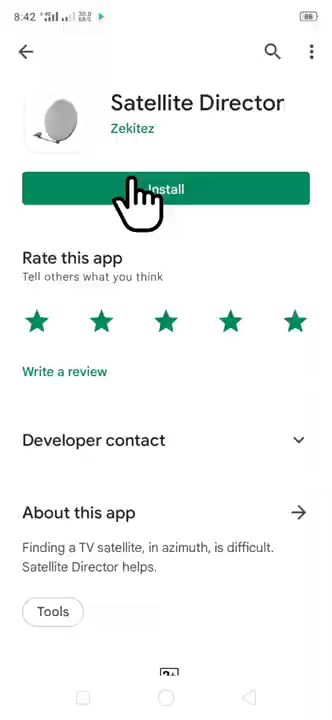 8:42
86
Satellite Director
Zekitez
Install
Rate this app
Tell others what you think
Write a review
Developer contact
About this app
Finding a TV satellite, in azimuth, is difficult.
Satellite Director helps.
Tools